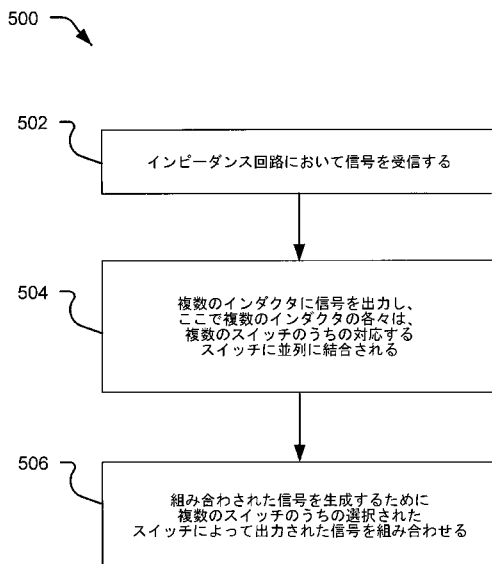 500
502
インピーダンス回路において信号を受信する
504
複数のインダクタに信号を出力し、
ここで複数のインダクタの各々は、
複数のスイッチのうちの対応する
スイッチに並列に結合される
506
組み合わされた信号を生成するために
複数のスイッチのうちの選択された
スイッチによって出力された信号を組み合わせる